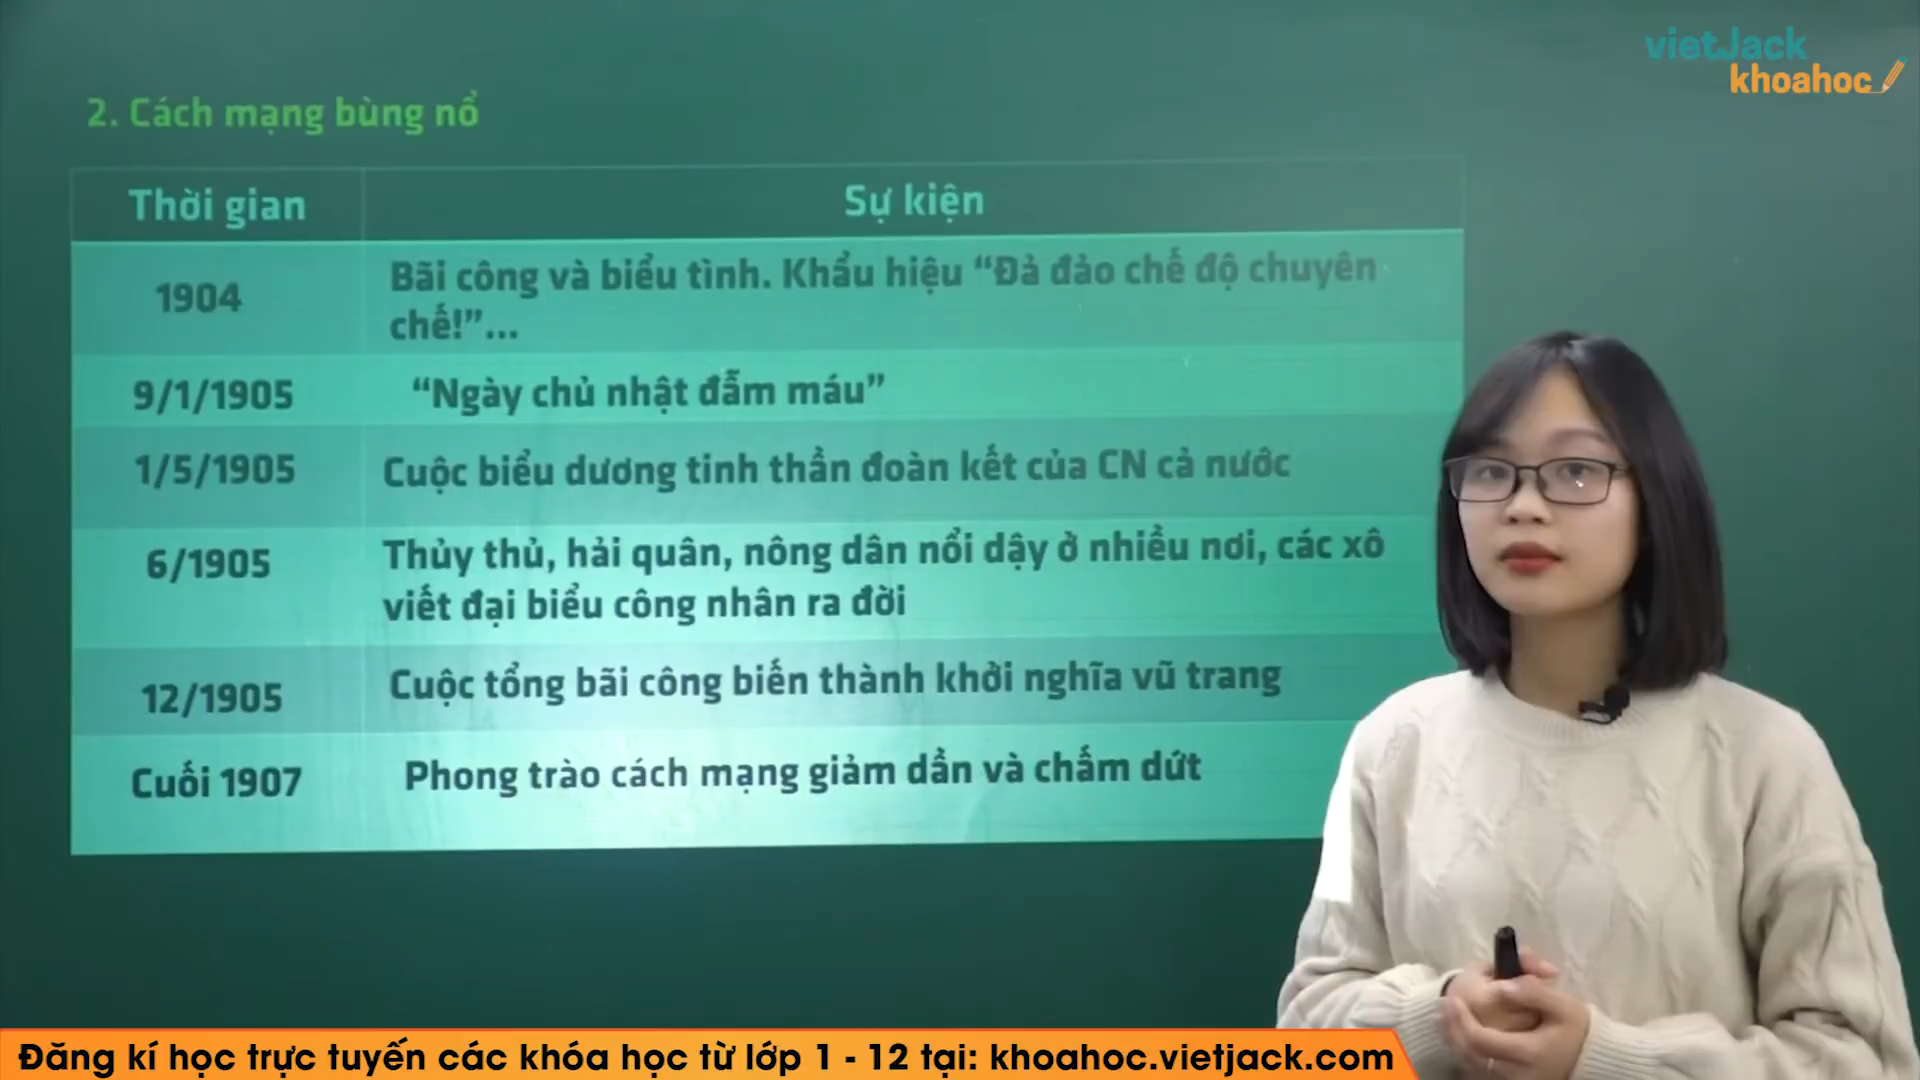 vietJack
khoahoc
2. Cách mạng bùng nổ
Thời gian
Sự kiện
1904
Bãi công và biểu tình. Khẩu hiệu “Đả đảo chế độ chuyên
chế!”...
9/1/1905
“Ngày chủ nhật đẫm máu”
1/5/1905
Cuộc biểu dương tinh thần đoàn kết của CN cả nước
6/1905
Thủy thủ, hải quân, nông dân nổi dậy ở nhiều nơi, các xô
viết đại biểu công nhân ra đời
12/1905
Cuộc tổng bãi công biến thành khởi nghĩa vũ trang
Cuối 1907
Phong trào cách mạng giảm dần và chấm dứt
Đăng kí học trực tuyến các khóa học từ lớp 1 - 12 tại: khoahoc.vietjack.com